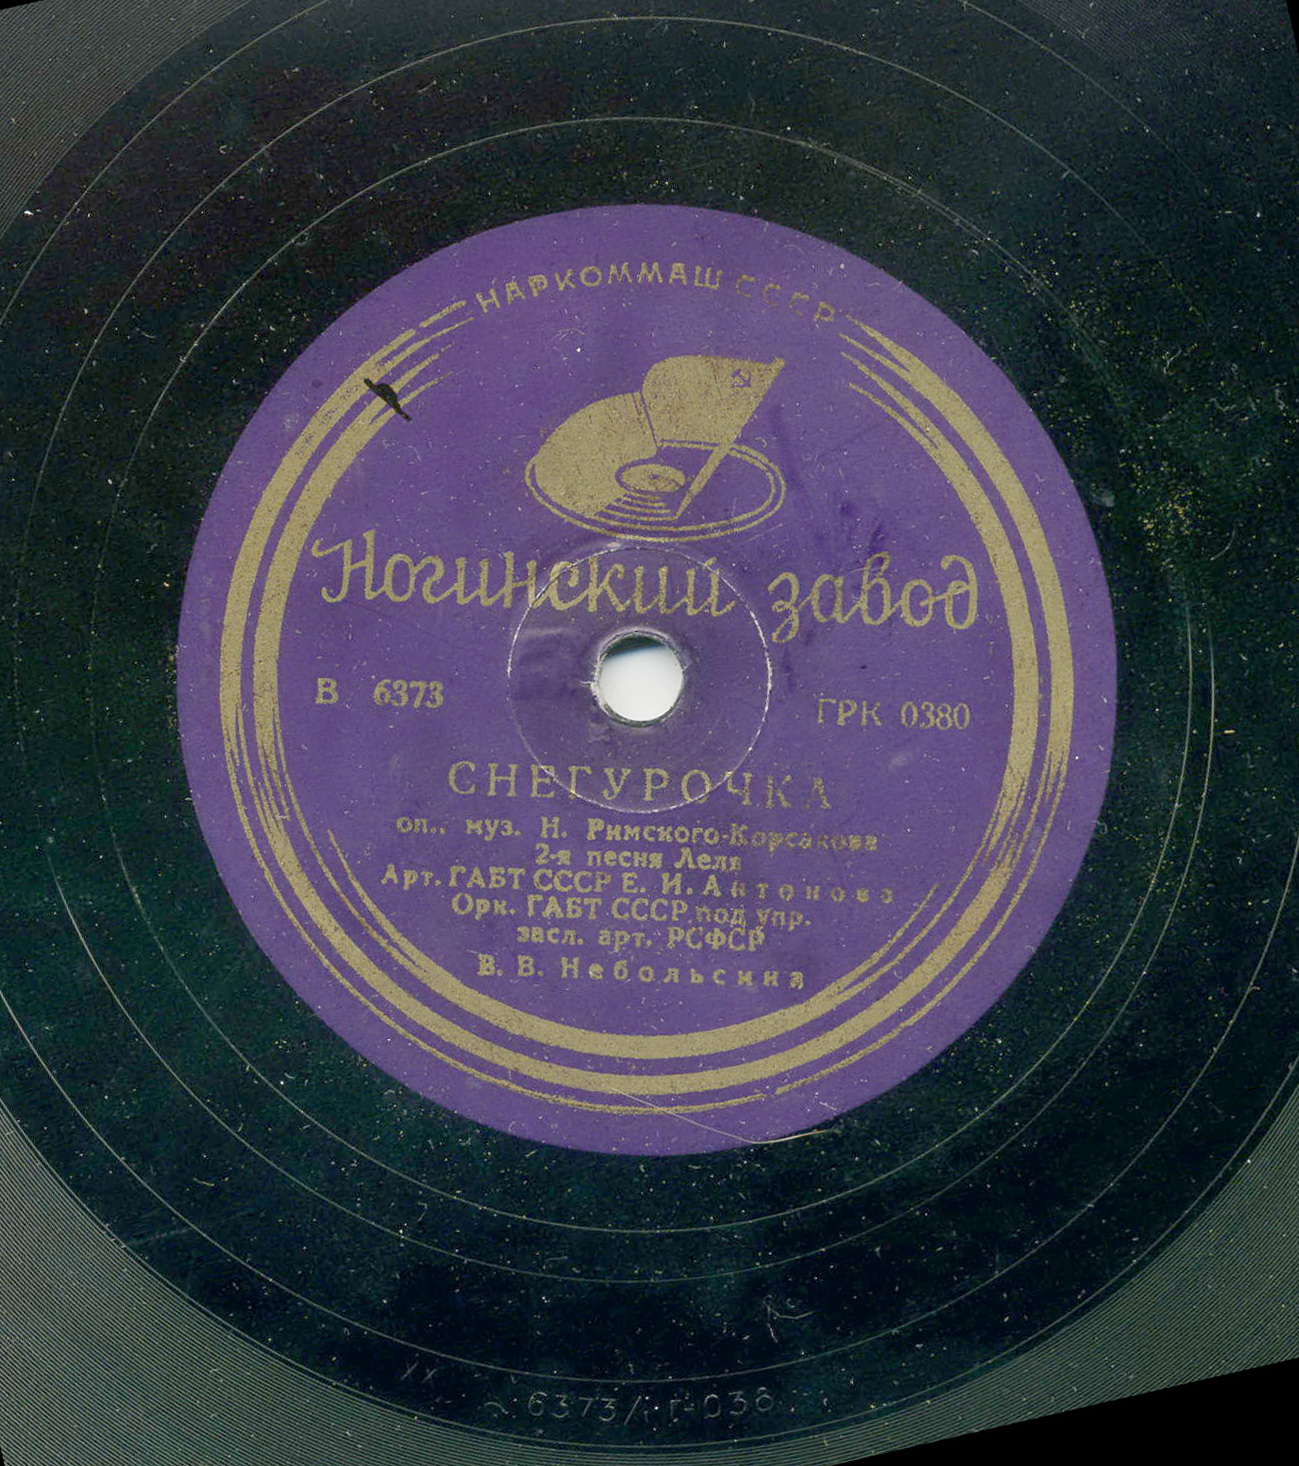 НАРКОММАШ СССР
Ногинский завод
В 6373
ГРК 0380
СНЕГУРОЧКА
оп.. муз. Н. Римского-Корсакова
2-я песня Леля
Арт. ГАБТ СССР Е. И. Антонова
Орк. ГАБТ СССР под упр.
засл. арт. РСФСР
В. В. Небольсина
XX
6373/